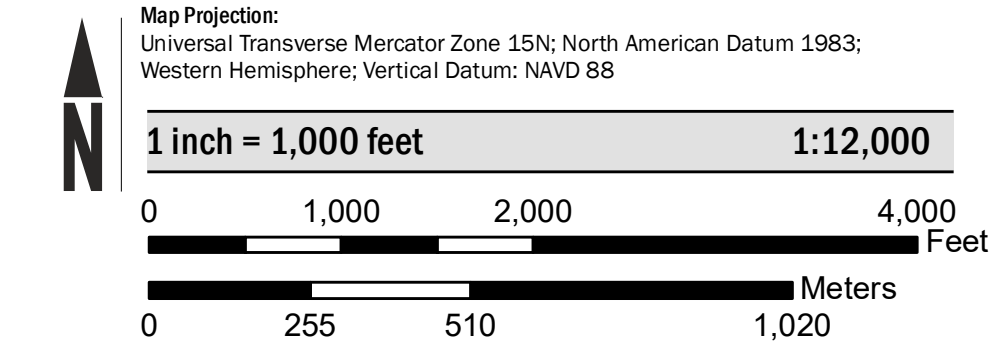 Map Projection:
Universal Transverse Mercator Zone 15N; North American Datum 1983;
Western Hemisphere; Vertical Datum: NAVD 88
N
1 inch = 1,000 feet 1:12,000
0 1,000 2,000 4,000
Feet
Meters
0 255 510 1,020